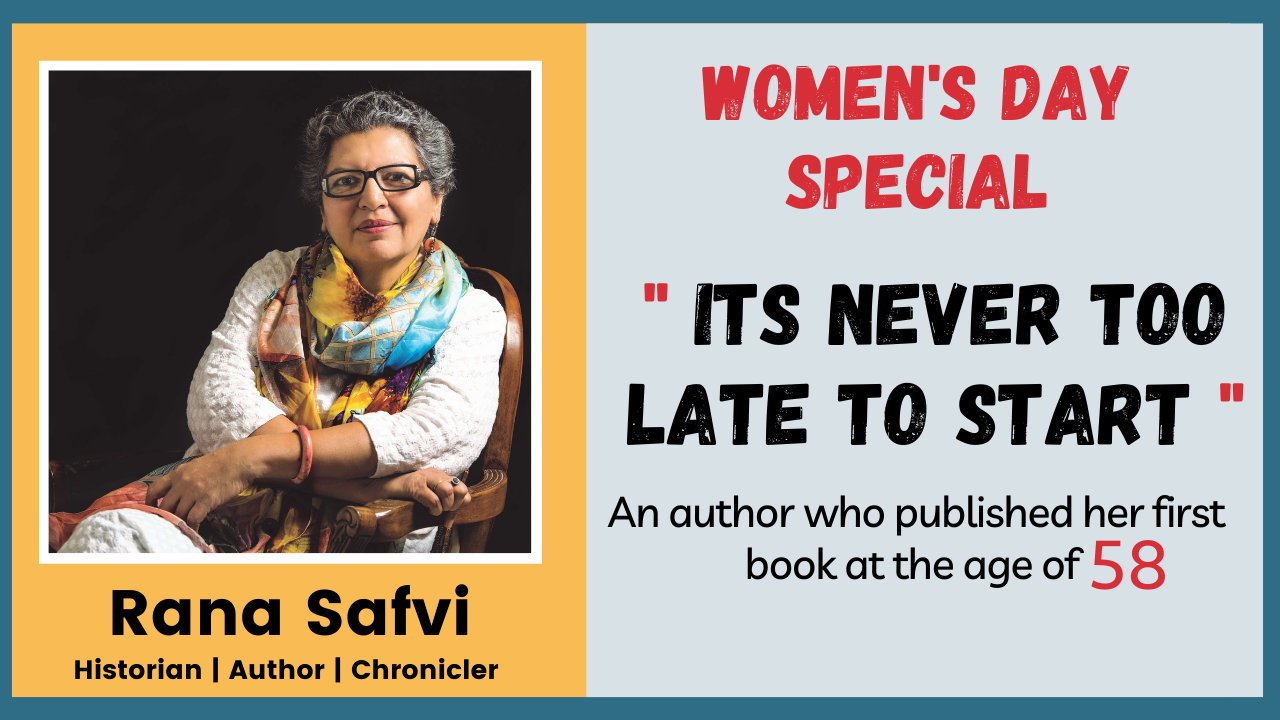 WOMEN'S DAY
SPECIAL
" ITS NEVER TOO
LATE TO START "
An author who published her first
book at the age of 58
Rana Safvi
Historian | Author | Chronicler